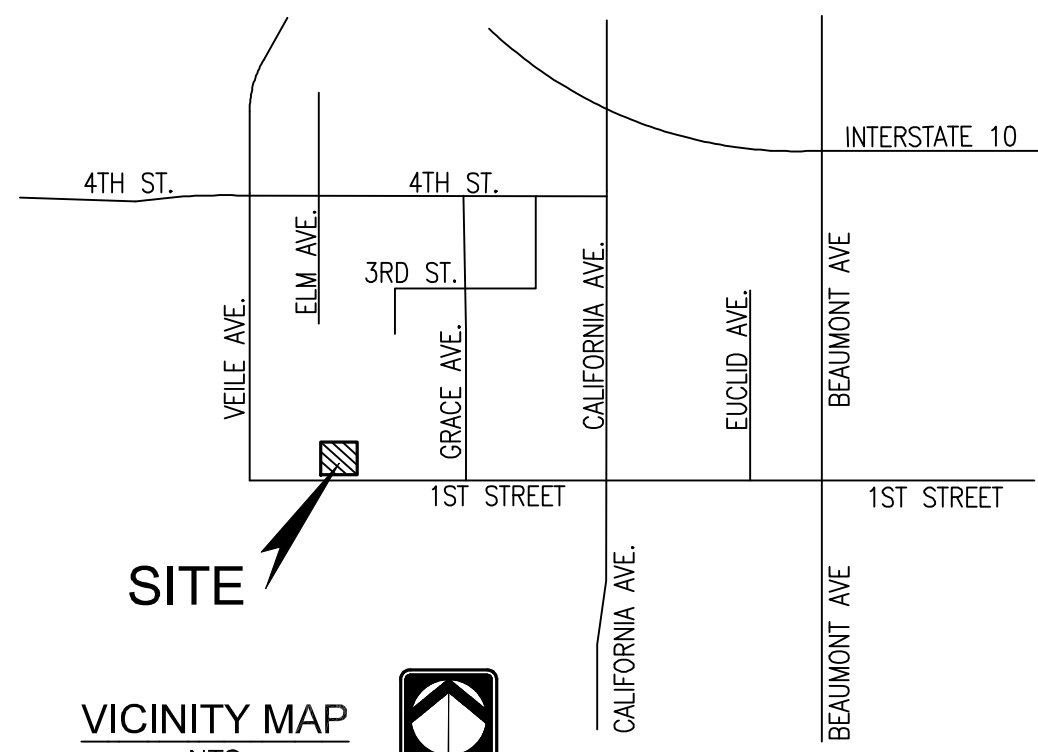 INTERSTATE 10
4TH ST.
4TH ST.
ELM AVE.
3RD ST.
VEILE AVE.
GRACE AVE.
CALIFORNIA AVE.
EUCLID AVE.
BEAUMONT AVE
1ST STREET
1ST STREET
SITE
CALIFORNIA AVE.
BEAUMONT AVE
VICINITY MAP
NTS